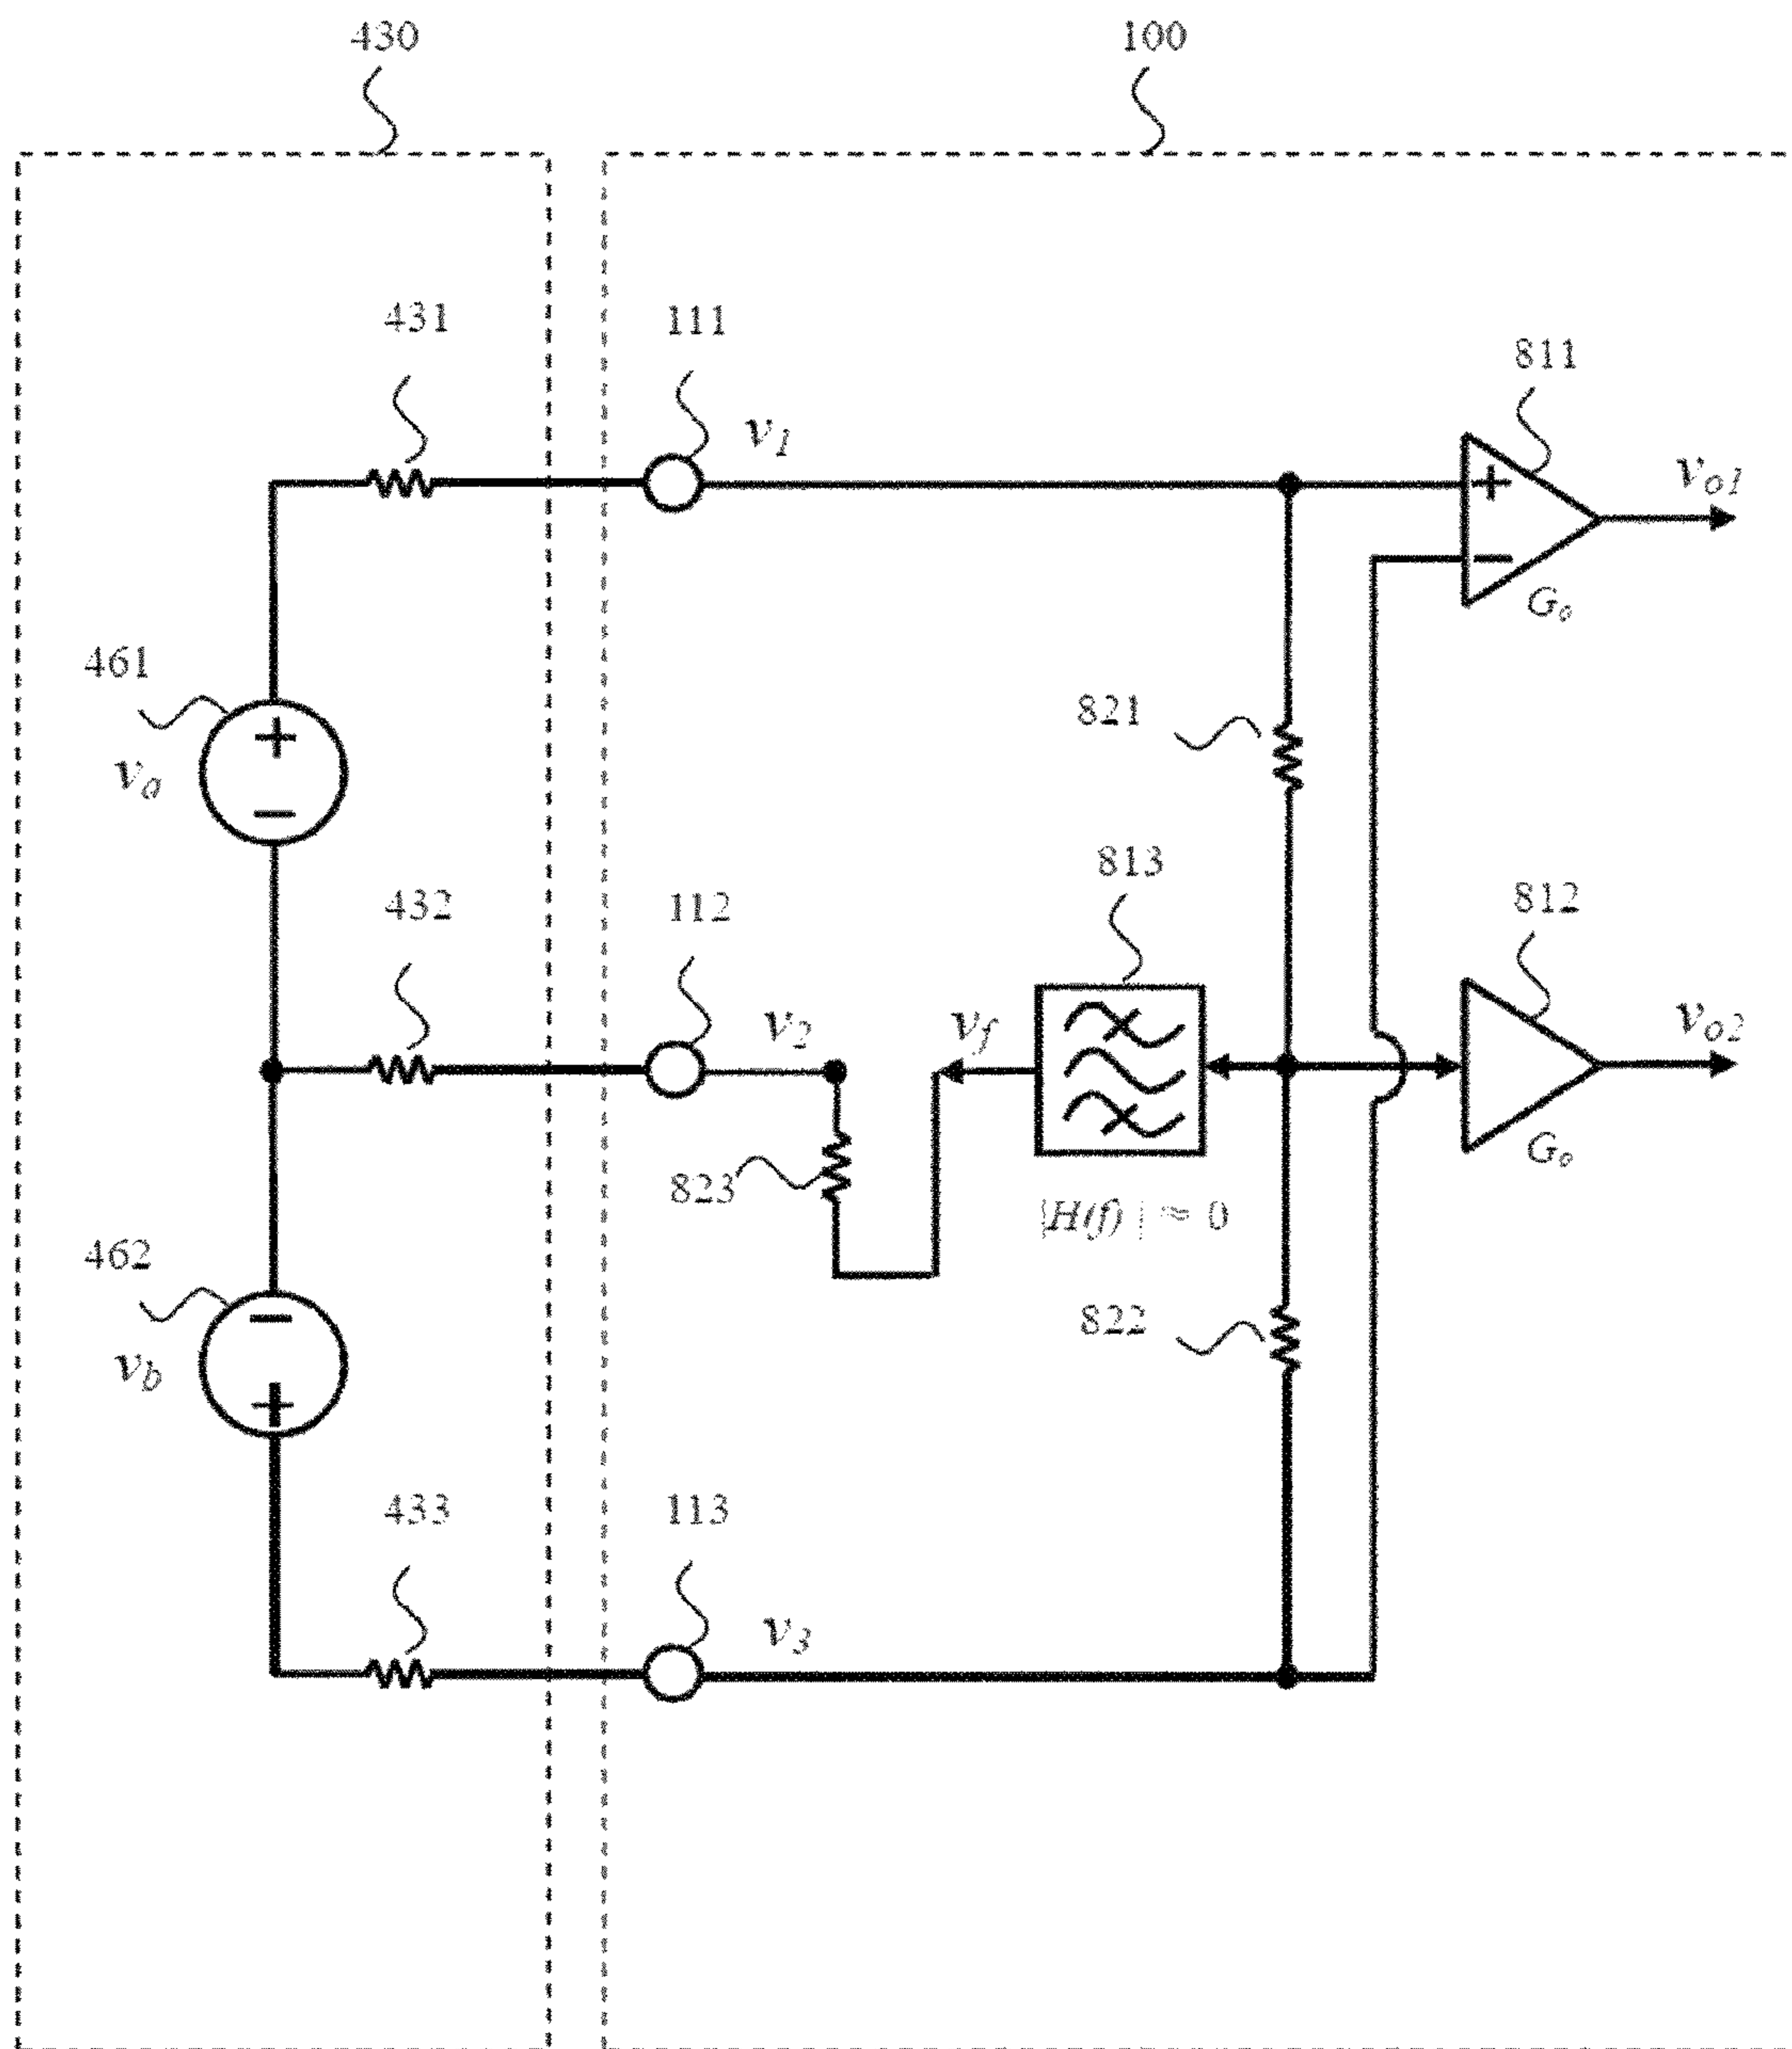 430
100
431
111
v1
811
vo1
Go
461
va
821
432
112
v2
vf
813
812
vo2
Go
823
|H(f)| ≈ 0
462
vb
822
433
113
v3
+
−
+
−
−
+